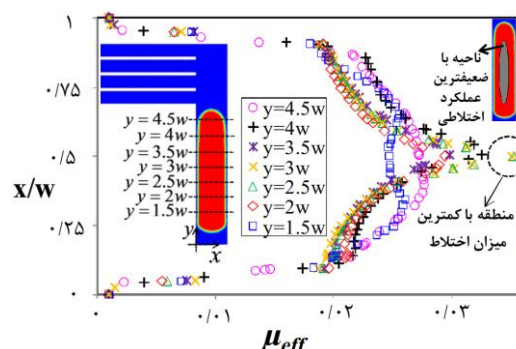 ۱
۰/۷۵
x/w
۰/۵
۰/۲۵
۰
۰
۰/۰۱
۰/۰۲
۰/۰۳
μeff
y=4.5w
y=4w
y=3.5w
y=3w
y=2.5w
y=2w
y=1.5w
y
x
y=4.5w
y=4w
y=3.5w
y=3w
y=2.5w
y=2w
y=1.5w
ناحیه با
ضعیفترین
عملکرد
اختلاطی
منطقه با کمترین
میزان اختلاط